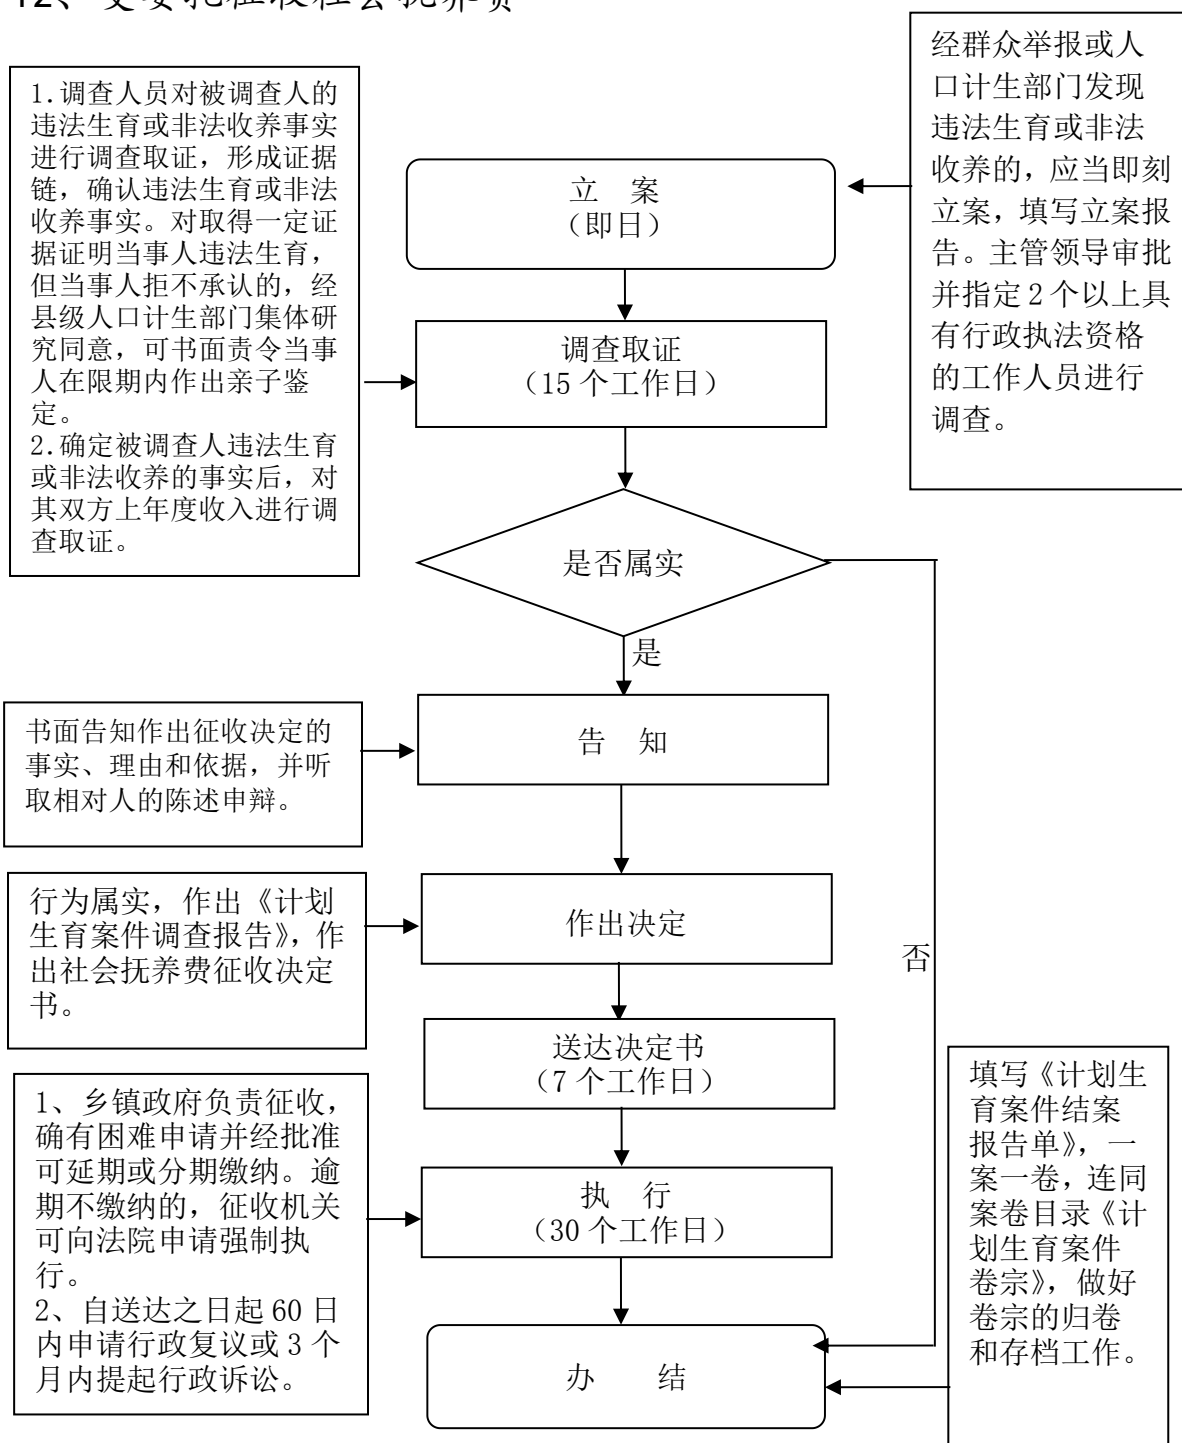 12、受委托征收社会抚养费
经群众举报或人
口计生部门发现
违法生育或非法
收养的，应当即刻
立案，填写立案报
告。主管领导审批
并指定 2 个以上具
有行政执法资格
的工作人员进行
调查。
1.调查人员对被调查人的
违法生育或非法收养事实
进行调查取证，形成证据
链，确认违法生育或非法
收养事实。对取得一定证
据证明当事人违法生育，
但当事人拒不承认的，经
县级人口计生部门集体研
究同意，可书面责令当事
人在限期内作出亲子鉴
定。
2.确定被调查人违法生育
或非法收养的事实后，对
其双方上年度收入进行调
查取证。
立　案
（即日）
调查取证
（15 个工作日）
是否属实
是
告　知
书面告知作出征收决定的
事实、理由和依据，并听
取相对人的陈述申辩。
作出决定
行为属实，作出《计划
生育案件调查报告》，作
出社会抚养费征收决定
书。
否
送达决定书
（7 个工作日）
1、乡镇政府负责征收，
确有困难申请并经批准
可延期或分期缴纳。逾
期不缴纳的，征收机关
可向法院申请强制执
行。
2、自送达之日起 60 日
内申请行政复议或 3 个
月内提起行政诉讼。
执　行
（30 个工作日）
填写《计划生
育案件结案
报告单》，一
案一卷，连同
案卷目录《计
划生育案件
卷宗》，做好
卷宗的归卷
和存档工作。
办　结